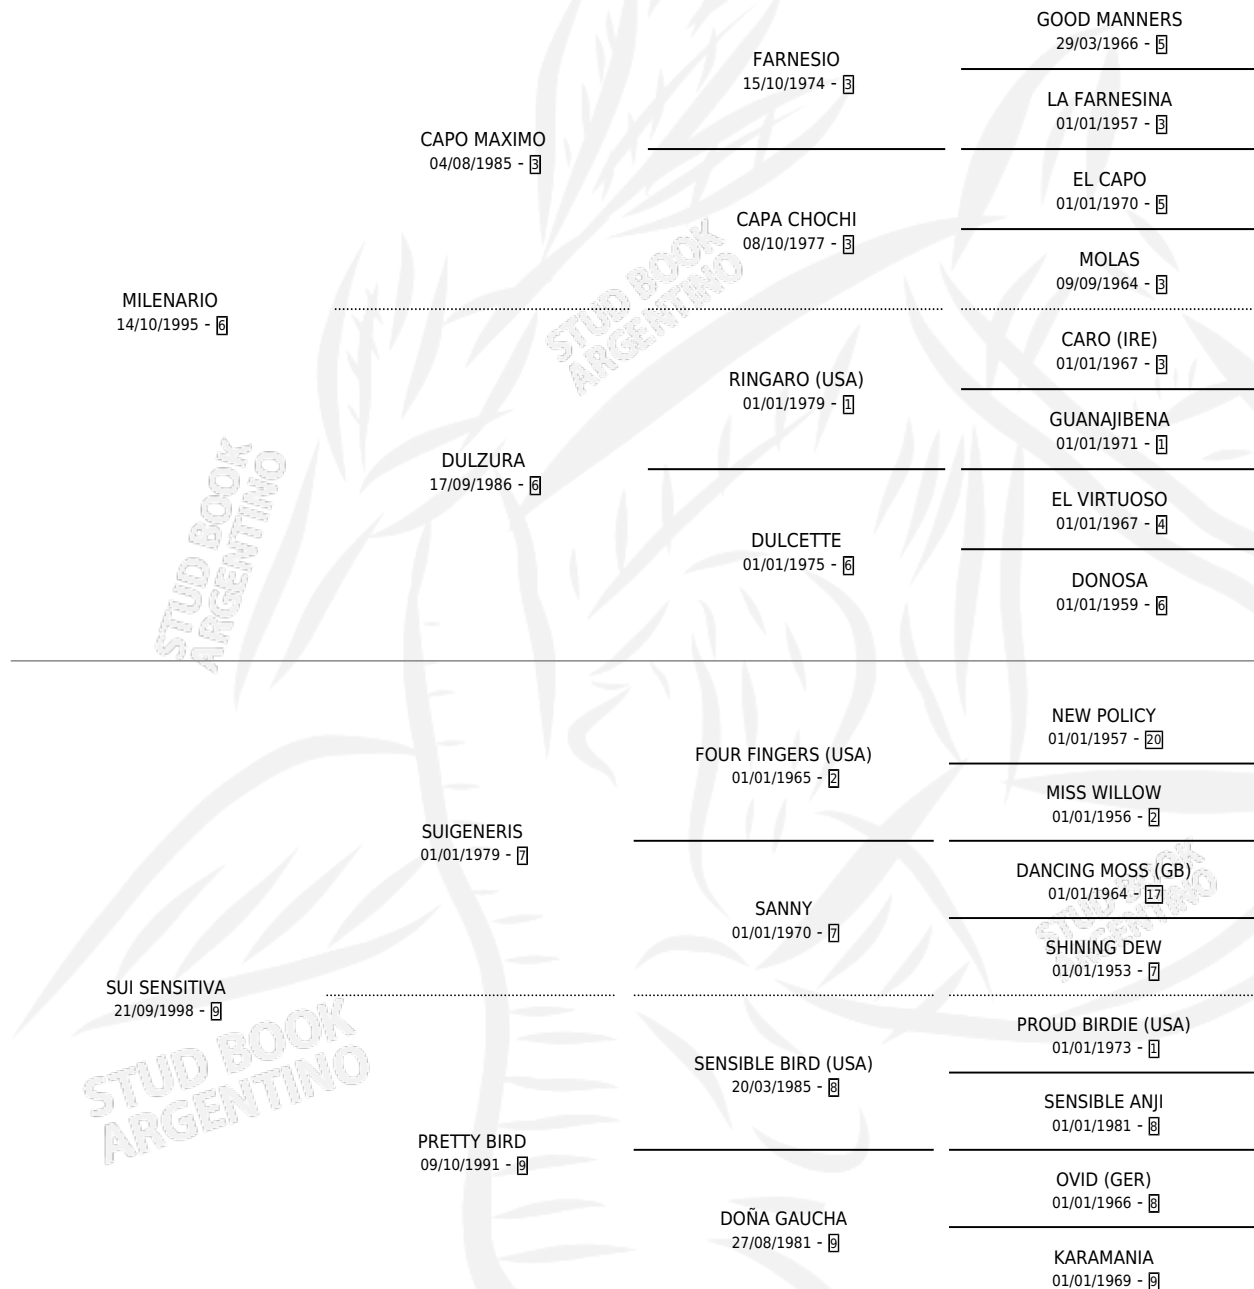 GOOD MANNERS
29/03/1966 - 5
FARNESIO
15/10/1974 - 3
LA FARNESINA
01/01/1957 - 3
CAPO MAXIMO
04/08/1985 - 3
EL CAPO
01/01/1970 - 5
CAPA CHOCHI
08/10/1977 - 3
MOLAS
09/09/1964 - 3
MILENARIO
14/10/1995 - 6
CARO (IRE)
01/01/1967 - 3
RINGARO (USA)
01/01/1979 - 1
GUANAJIBENA
01/01/1971 - 1
DULZURA
17/09/1986 - 6
EL VIRTUOSO
01/01/1967 - 4
DULCETTE
01/01/1975 - 6
DONOSA
01/01/1959 - 6
NEW POLICY
01/01/1957 - 20
FOUR FINGERS (USA)
01/01/1965 - 2
MISS WILLOW
01/01/1956 - 2
SUIGENERIS
01/01/1979 - 7
DANCING MOSS (GB)
01/01/1964 - 17
SANNY
01/01/1970 - 7
SHINING DEW
01/01/1953 - 7
SUI SENSITIVA
21/09/1998 - 9
PROUD BIRDIE (USA)
01/01/1973 - 1
SENSIBLE BIRD (USA)
20/03/1985 - 8
SENSIBLE ANJI
01/01/1981 - 8
PRETTY BIRD
09/10/1991 - 9
OVID (GER)
01/01/1966 - 8
DOÑA GAUCHA
27/08/1981 - 9
KARAMANIA
01/01/1969 - 9
STUD BOOK
ARGENTINO
STUD BOOK
ARGENTINO
STUD BOOK
ARGENTINO
STUD BOOK
ARGENTINO